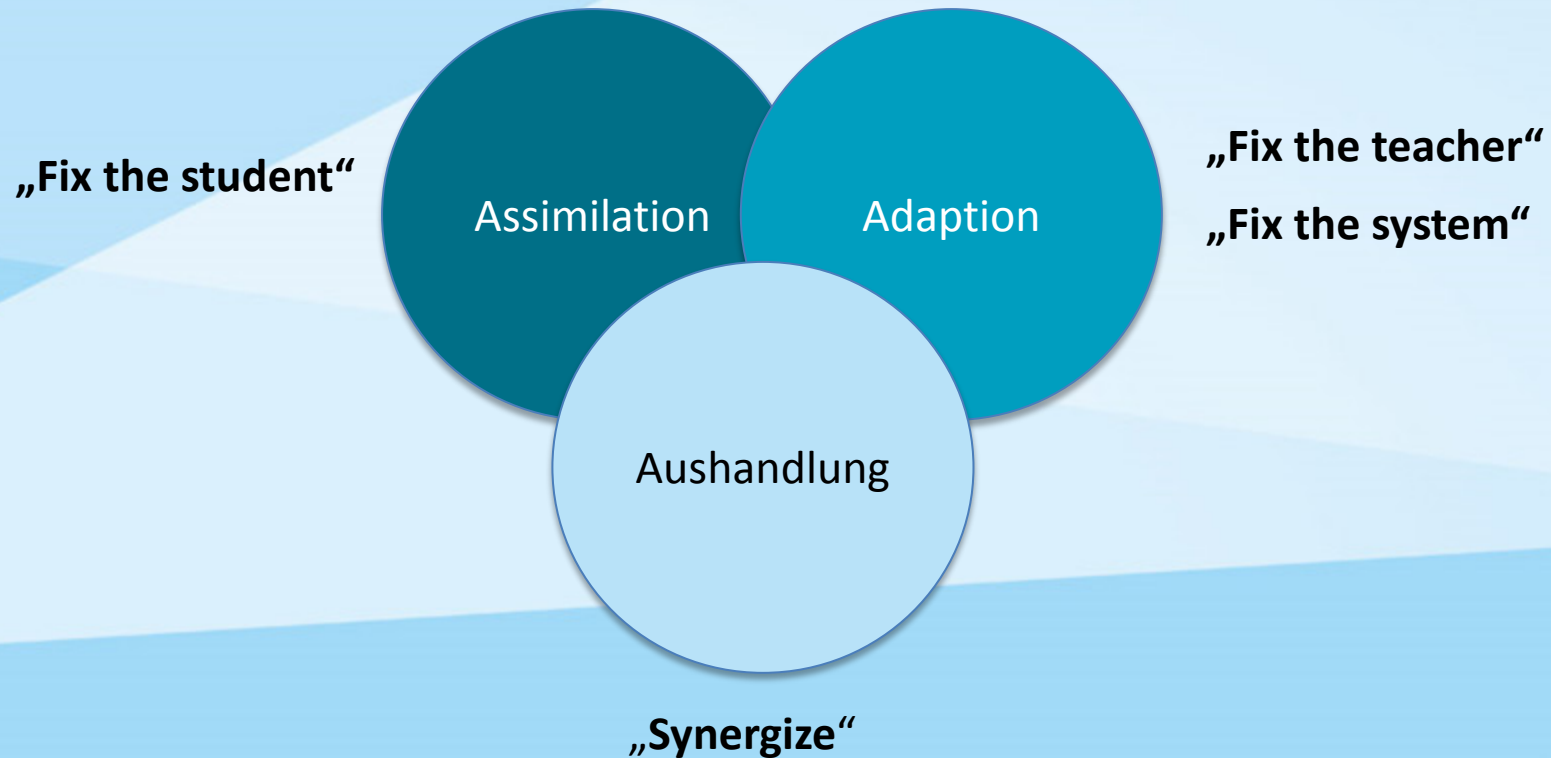 „Fix the student“
Assimilation
Adaption
„Fix the teacher“
„Fix the system“
Aushandlung
„Synergize“